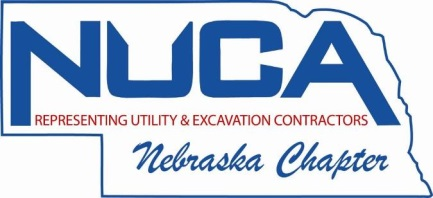 NUCA
REPRESENTING UTILITY & EXCAVATION CONTRACTORS
Nebraska Chapter